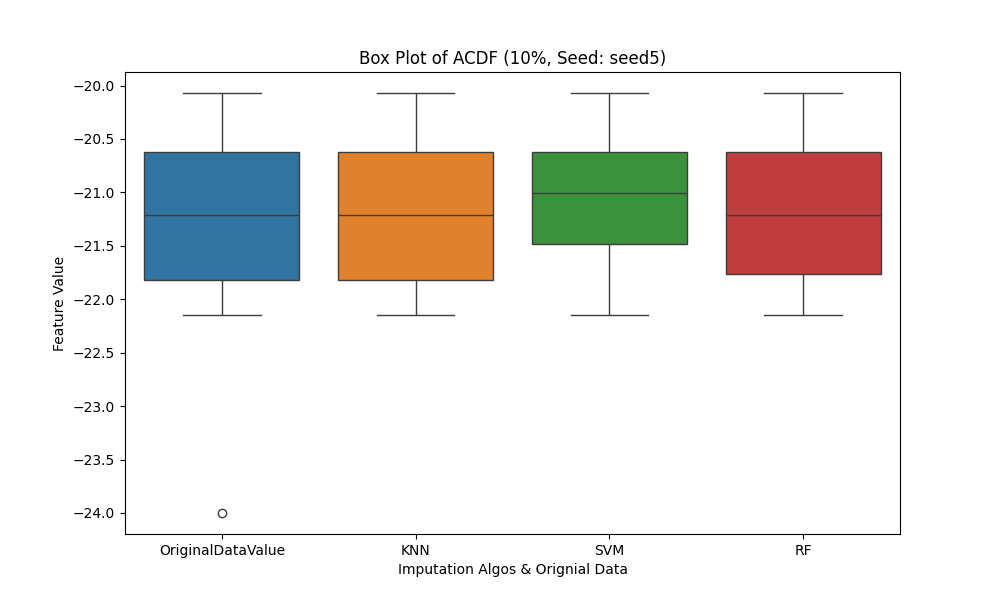 Box Plot of ACDF (10%, Seed: seed5)
−20.0
−20.5
−21.0
−21.5
−22.0
−22.5
−23.0
−23.5
−24.0
Feature Value
OriginalDataValue KNN SVM RF
Imputation Algos & Orignial Data